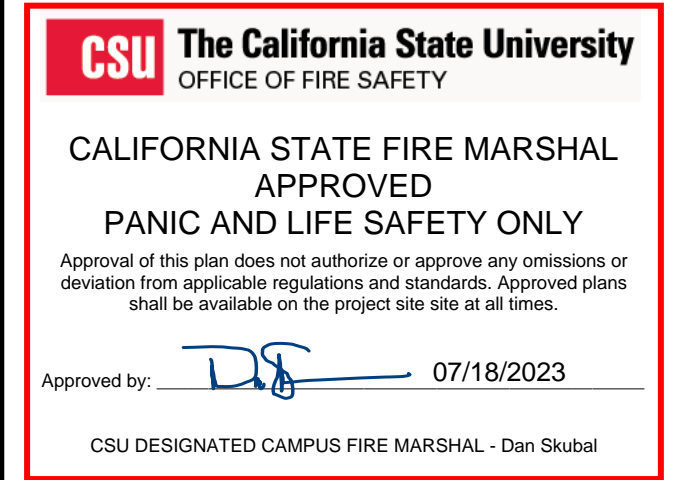 CSU The California State University
OFFICE OF FIRE SAFETY
CALIFORNIA STATE FIRE MARSHAL
APPROVED
PANIC AND LIFE SAFETY ONLY
Approval of this plan does not authorize or approve any omissions or
deviation from applicable regulations and standards. Approved plans
shall be available on the project site site at all times.
Approved by: 07/18/2023
CSU DESIGNATED CAMPUS FIRE MARSHAL - Dan Skubal